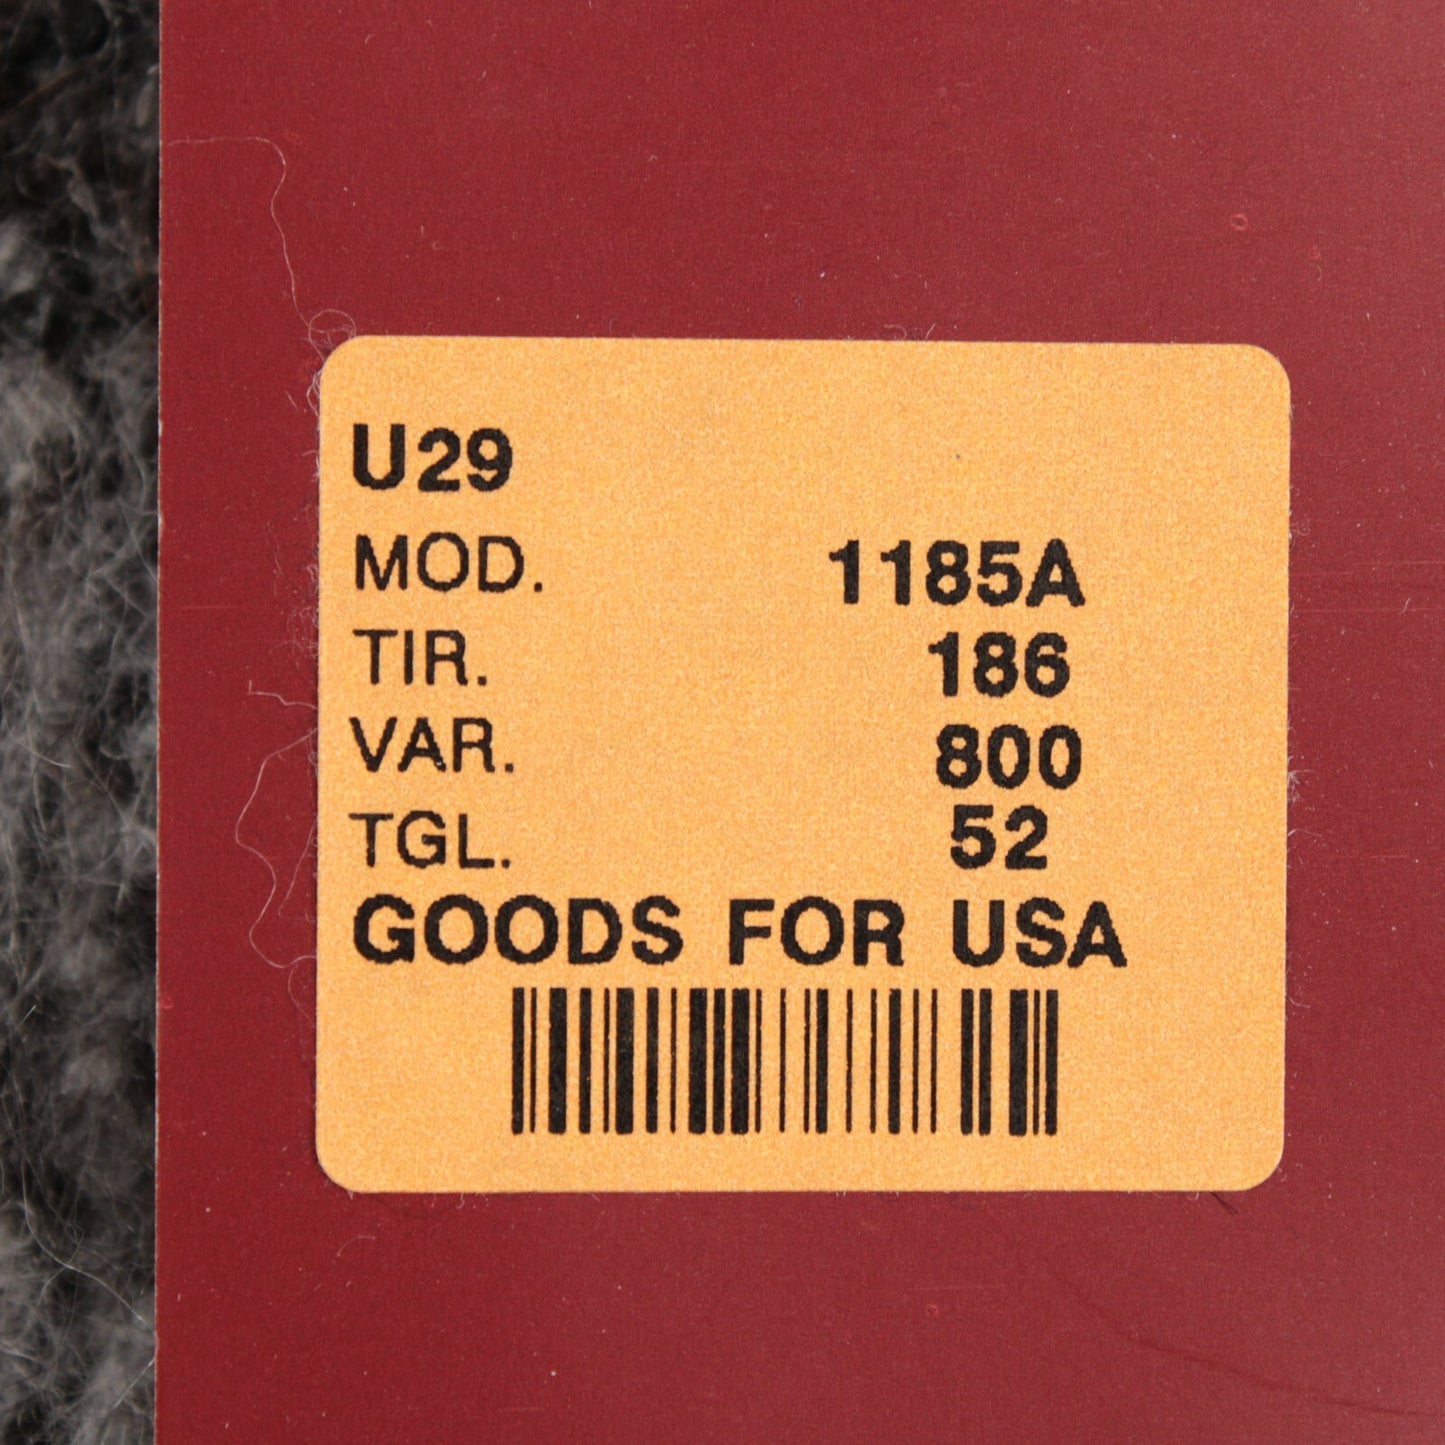 U29
MOD. 1185A
TIR. 186
VAR. 800
TGL. 52
GOODS FOR USA